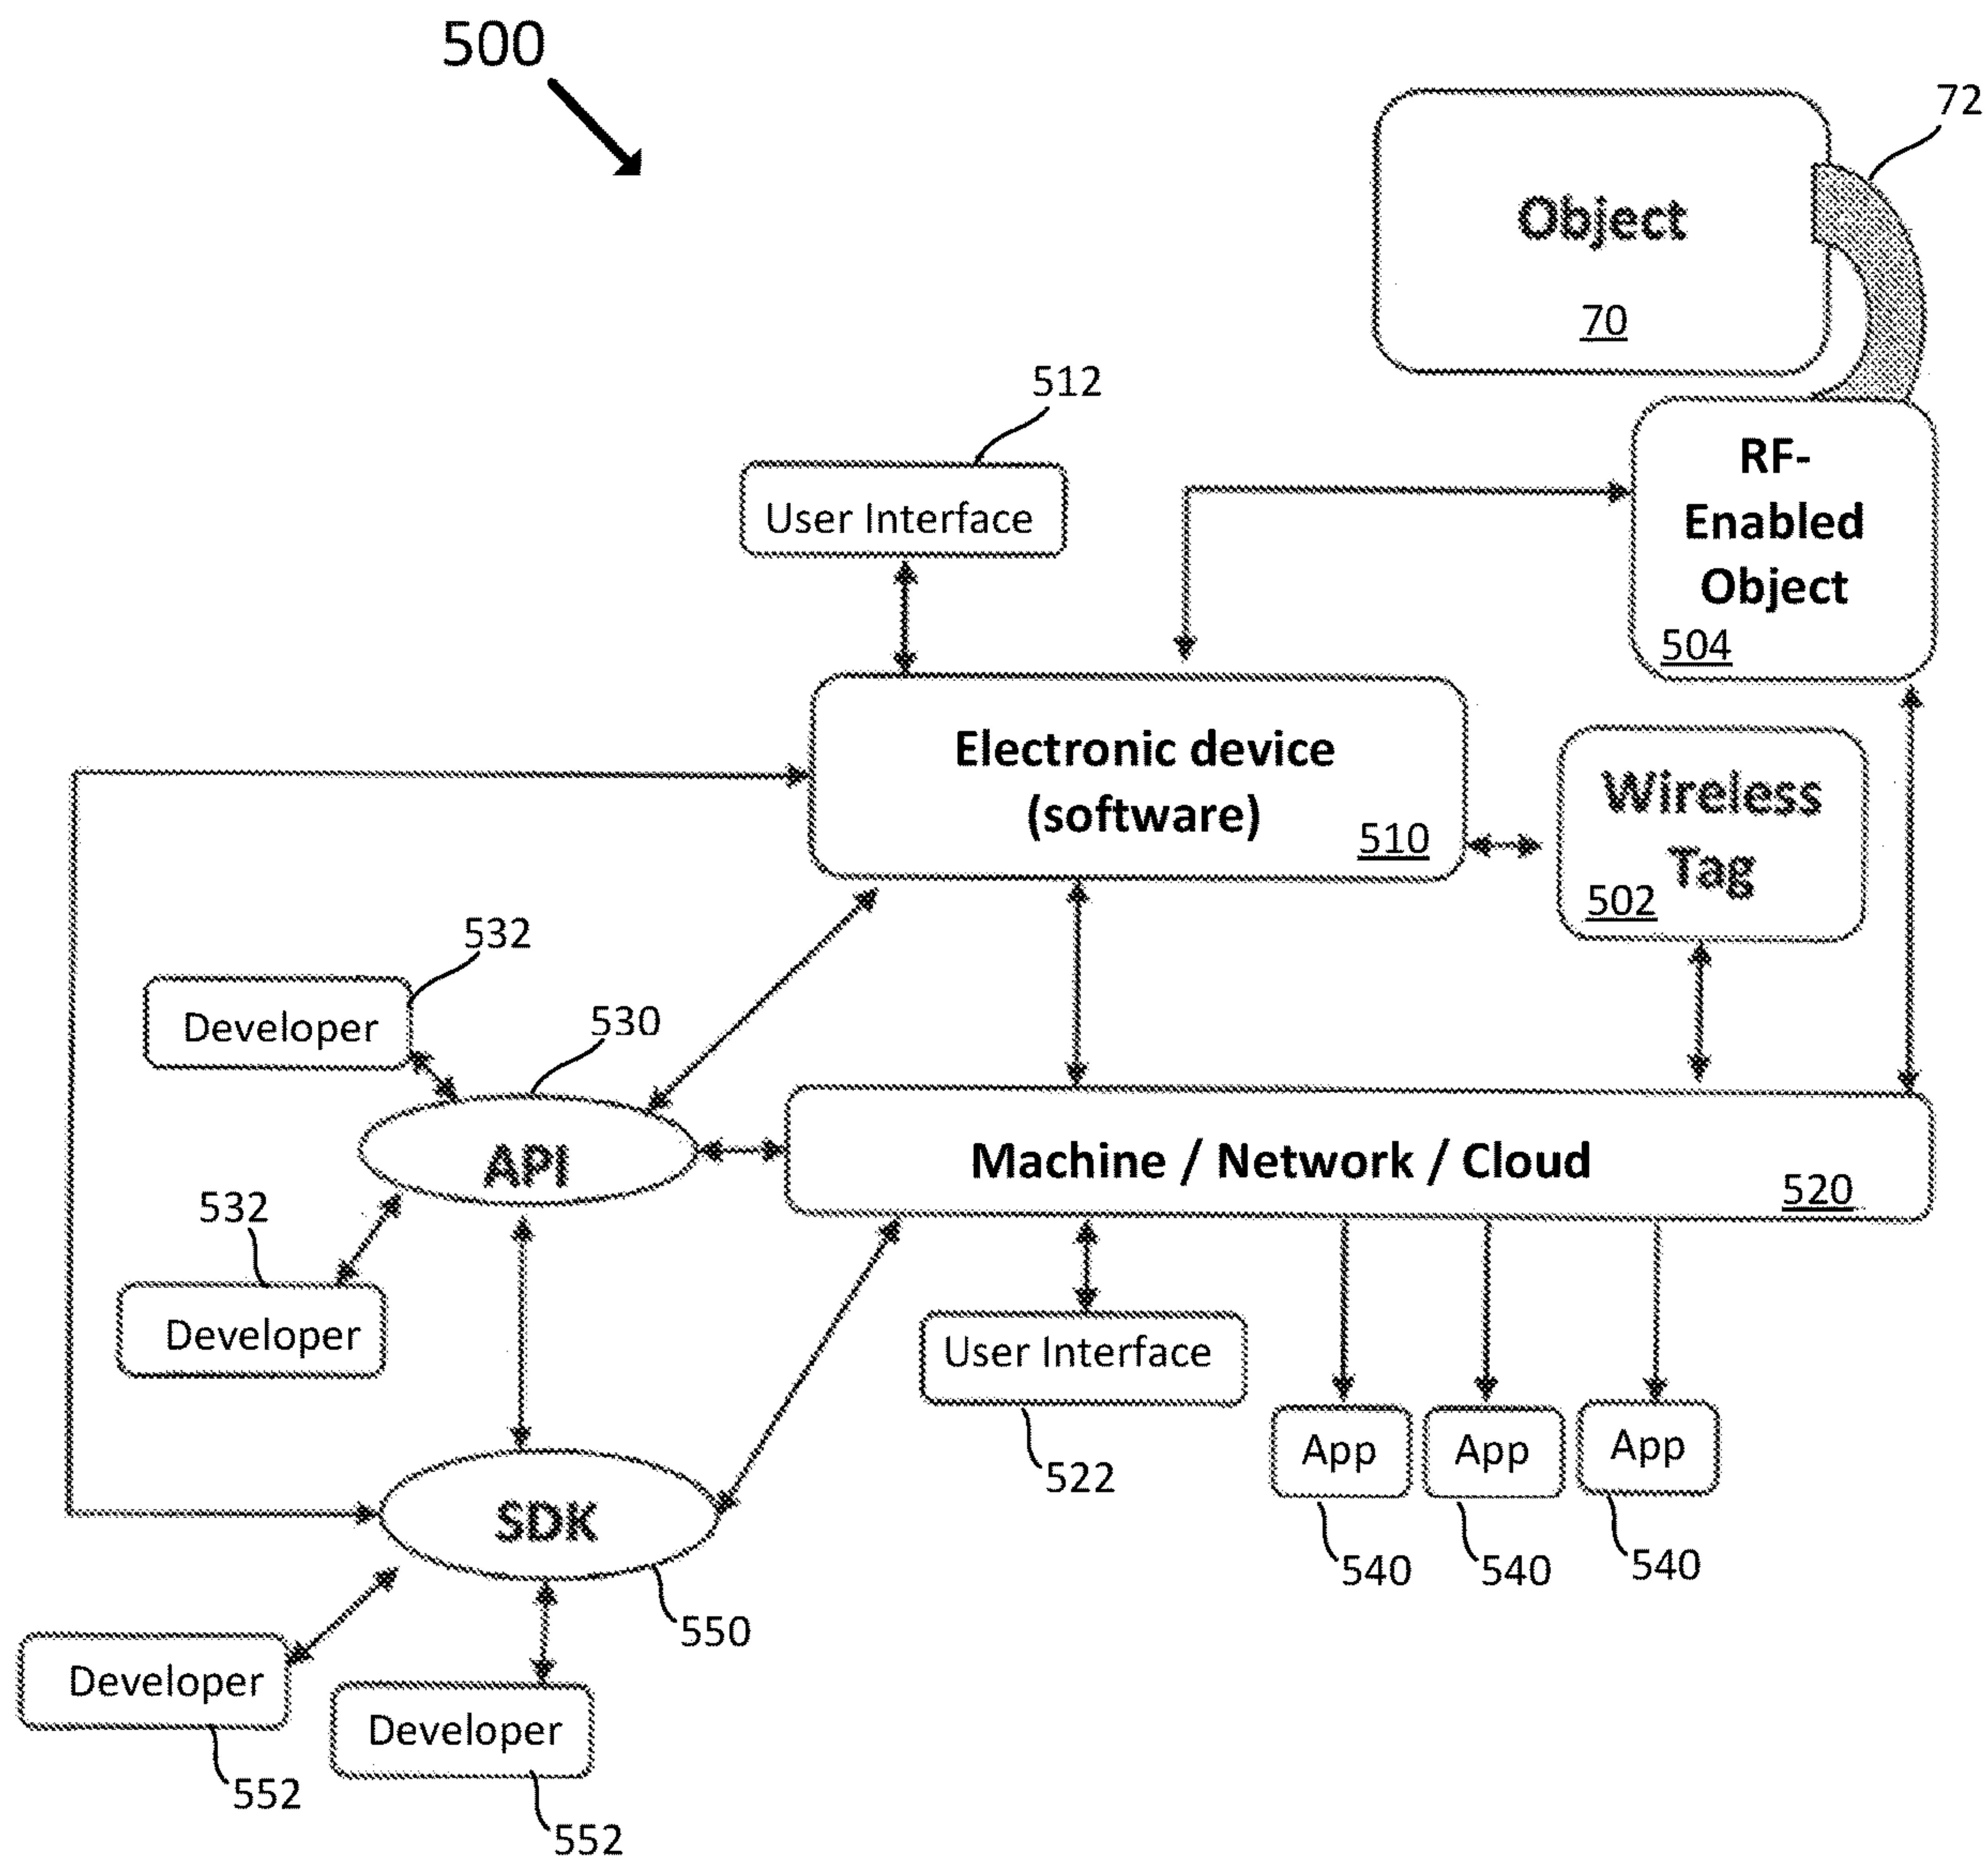 500
72
Object
70
512
RF-
Enabled
Object
504
User Interface
Electronic device
(software)
510
Wireless
Tag
502
532
Developer
530
API
Machine / Network / Cloud
520
532
Developer
User Interface
522
App
App
App
540
540
540
SDK
550
Developer
552
Developer
552